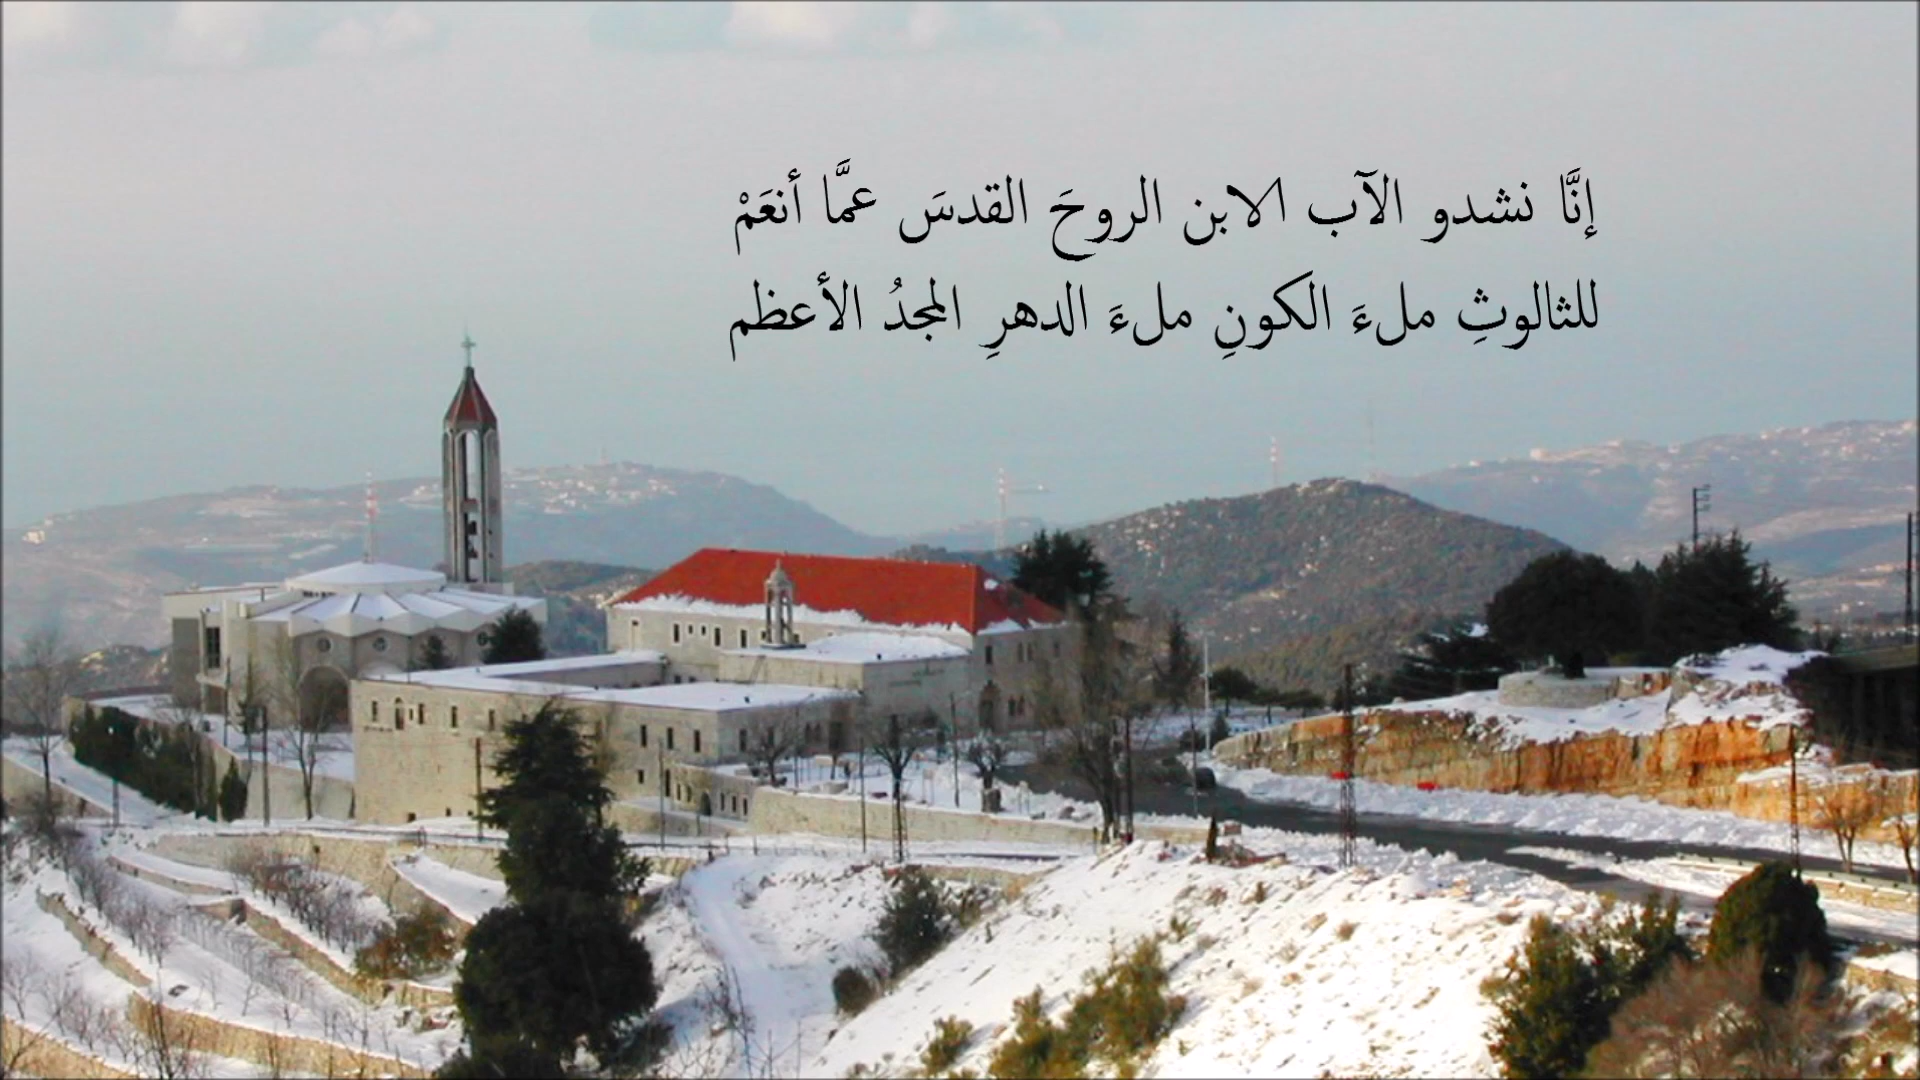 إنَّا نشدو الآب الابن الروحَ القدسَ عمَّا أنعَمْ
للثالوثِ ملءَ الكونِ ملءَ الدهرِ المجدُ الأعظم